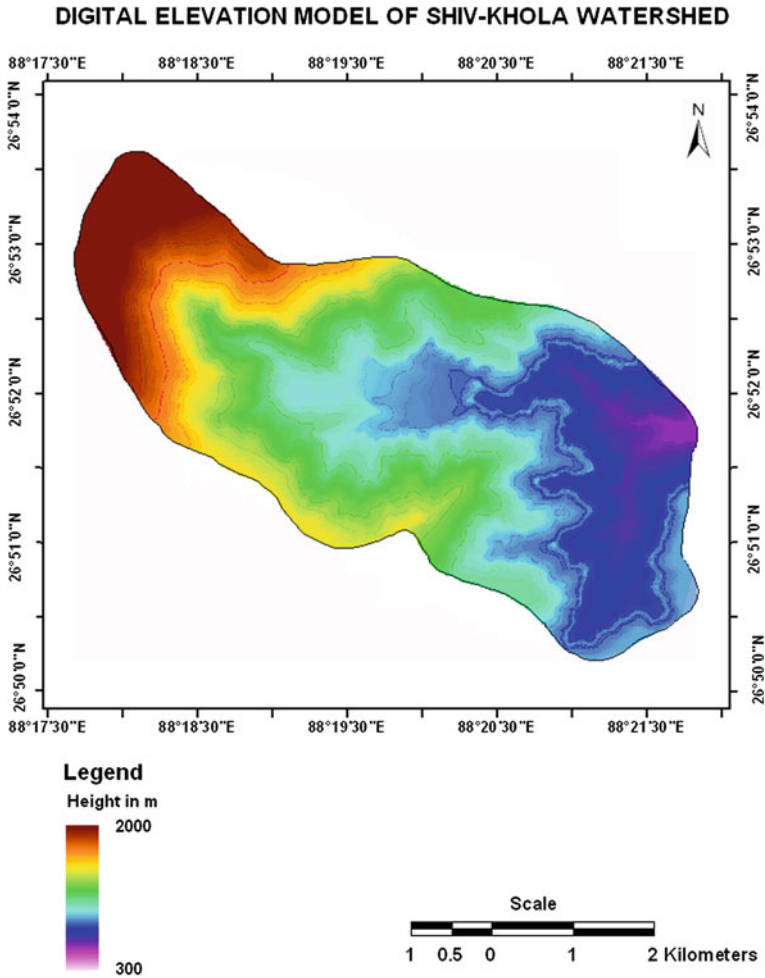 DIGITAL ELEVATION MODEL OF SHIV-KHOLA WATERSHED
88°17'30"E 88°18'30"E 88°19'30"E 88°20'30"E 88°21'30"E
26°54'0"N 26°54'0"N
N
26°53'0"N 26°53'0"N
26°52'0"N 26°52'0"N
26°51'0"N 26°51'0"N
26°50'0"N 26°50'0"N
88°17'30"E 88°18'30"E 88°19'30"E 88°20'30"E 88°21'30"E
Legend
Height in m
2000
300
Scale
1 0.5 0 1 2 Kilometers